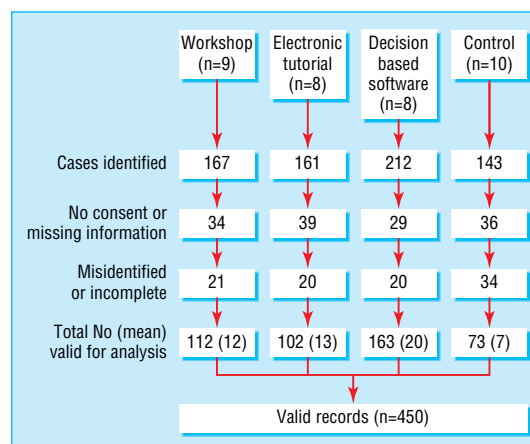 Workshop
(n=9)
Electronic
tutorial
(n=8)
Decision
based
software
(n=8)
Control
(n=10)
Cases identified 167 161 212 143
No consent or
missing information 34 39 29 36
Misidentified
or incomplete 21 20 20 34
Total No (mean)
valid for analysis 112 (12) 102 (13) 163 (20) 73 (7)
Valid records (n=450)